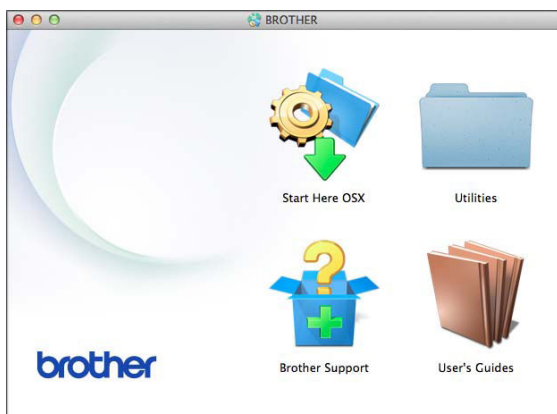 BROTHER
Start Here OSX
Utilities
Brother Support
User's Guides
brother